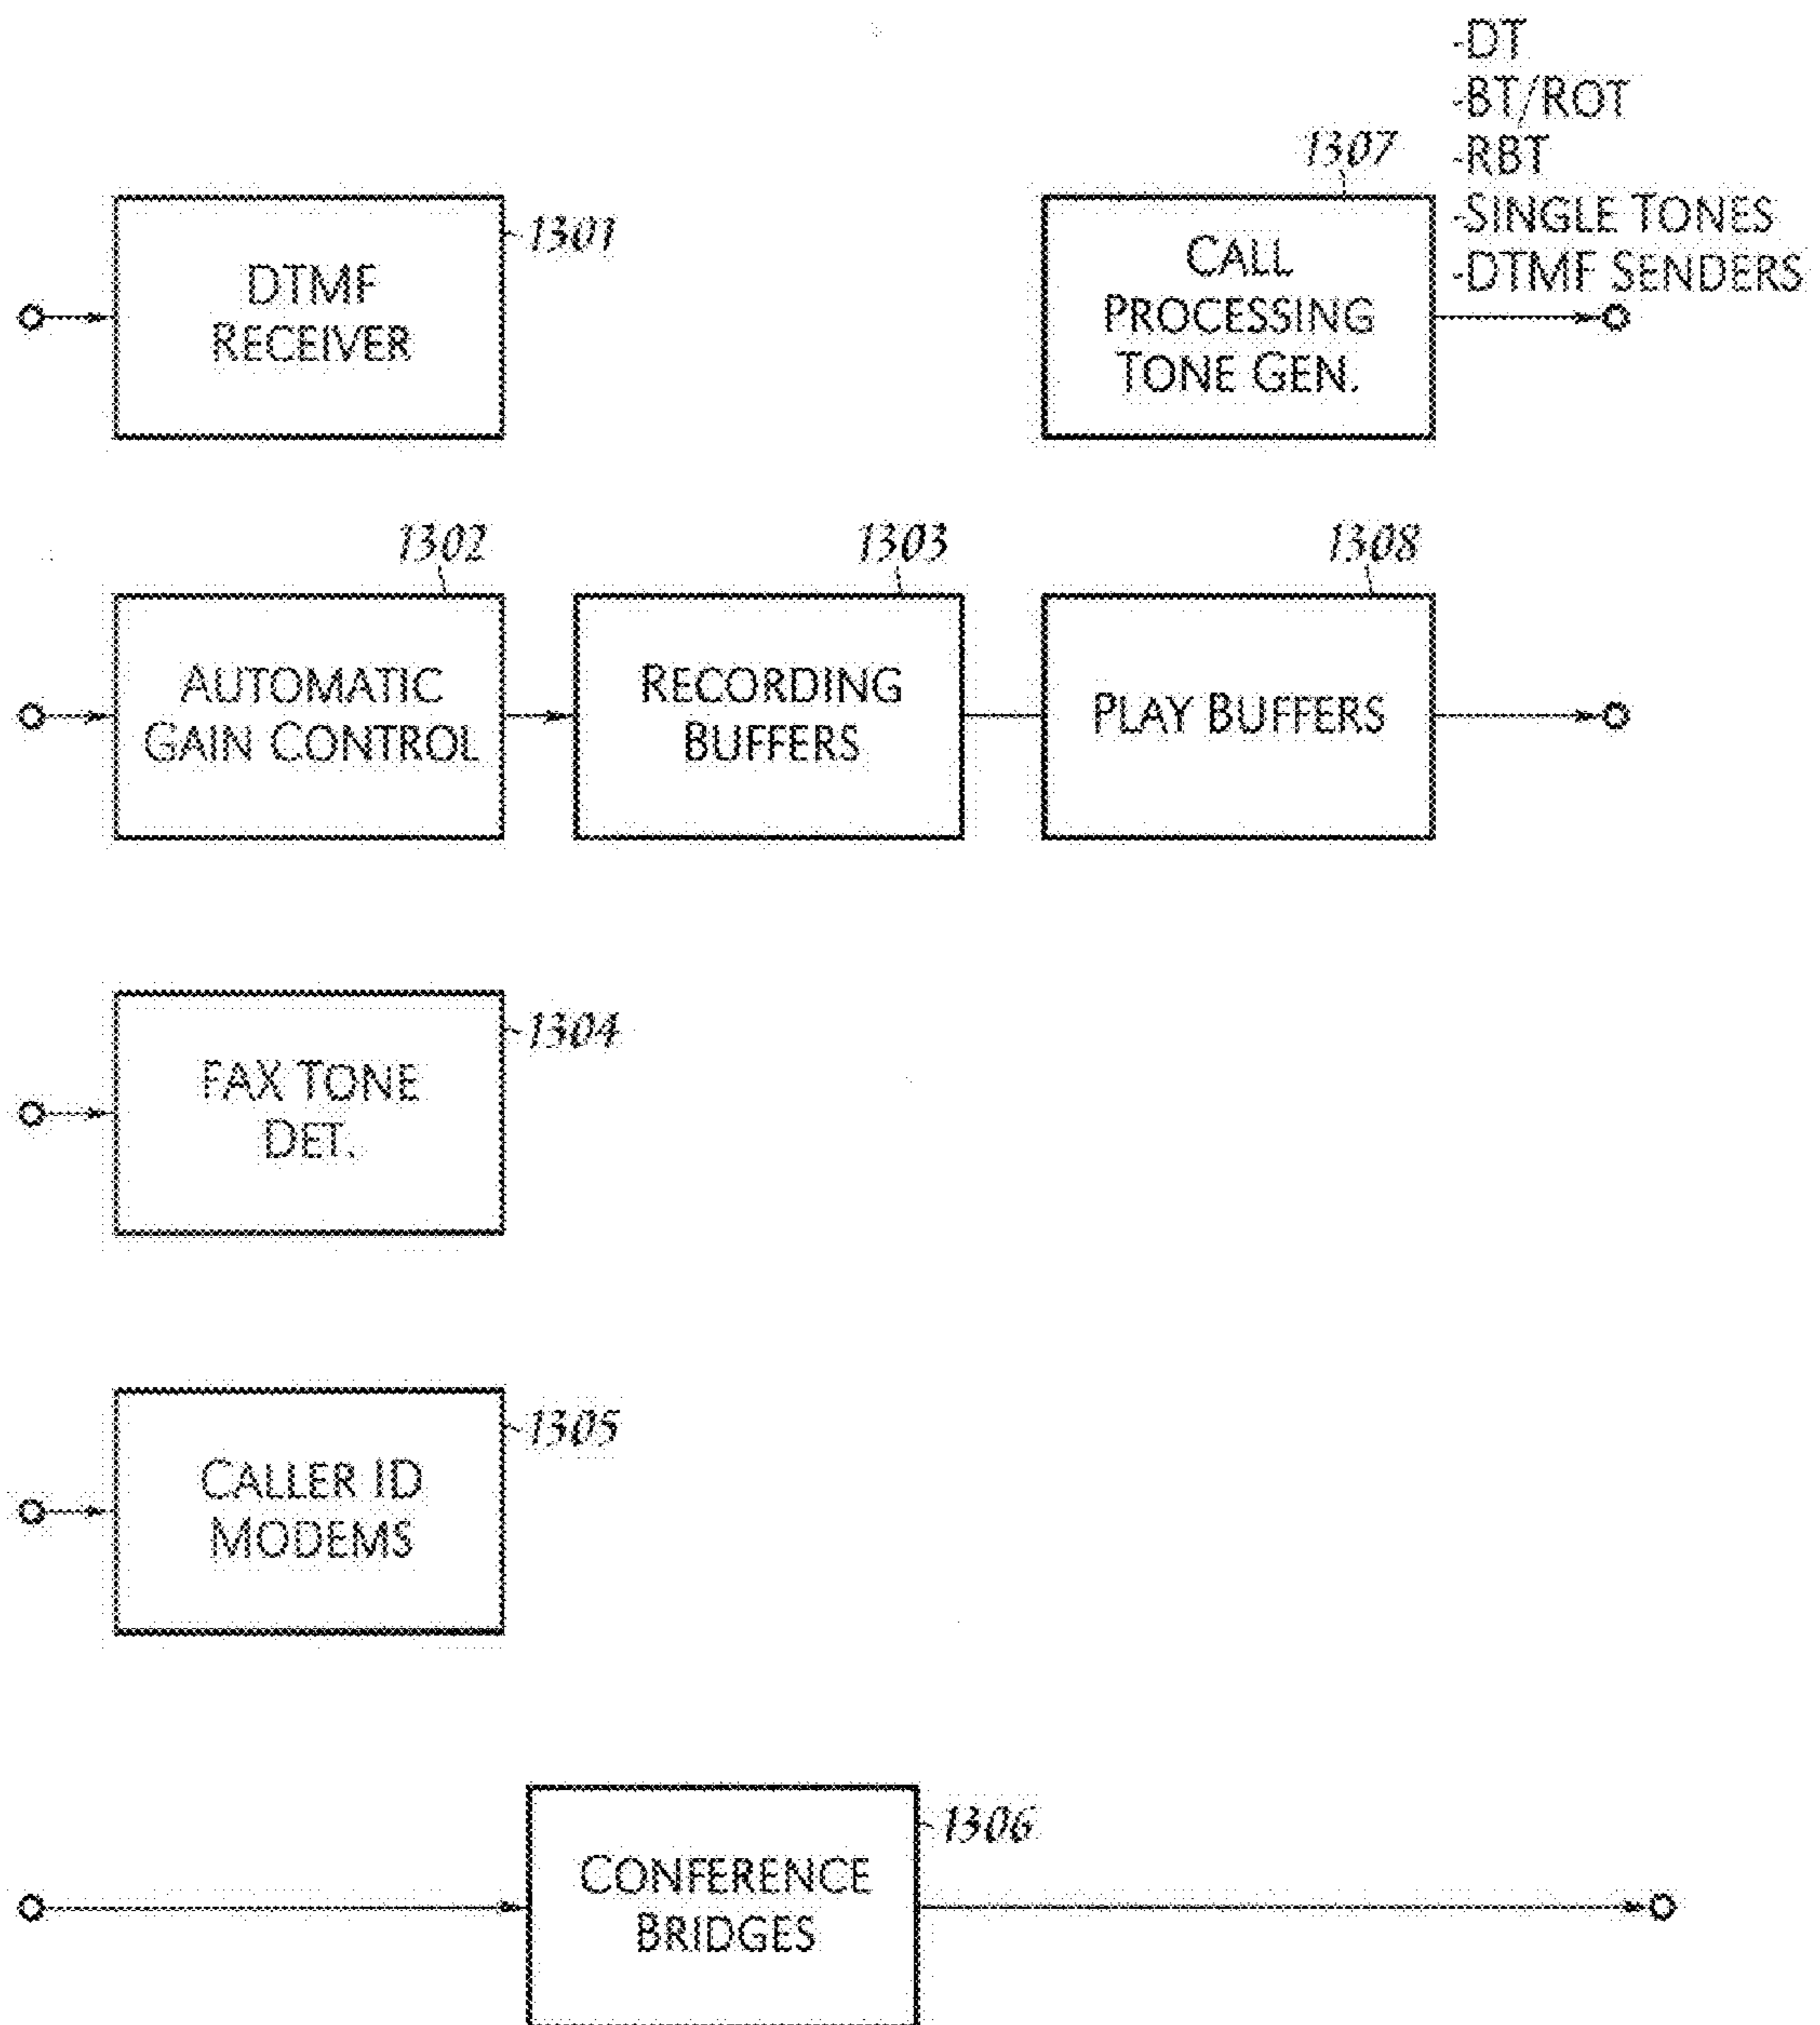 -DT
-BT/ROT
-RBT
-SINGLE TONES
-DTMF SENDERS
1301
DTMF
RECEIVER
1307
CALL
PROCESSING
TONE GEN.
1302
AUTOMATIC
GAIN CONTROL
1303
RECORDING
BUFFERS
1308
PLAY BUFFERS
1304
FAX TONE
DET.
1305
CALLER ID
MODEMS
1306
CONFERENCE
BRIDGES